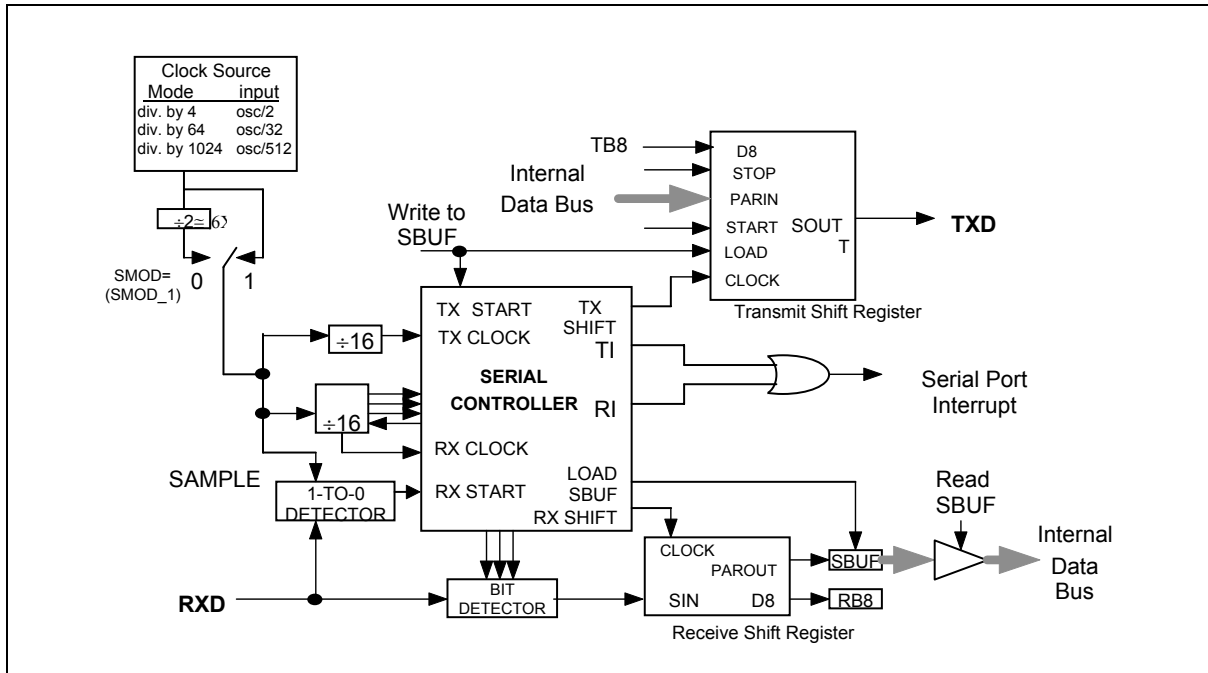 Clock Source
Mode input
div. by 4 osc/2
div. by 64 osc/32
div. by 1024 osc/512
÷2
SMOD=
(SMOD_1)
0 1
Write to
SBUF
TB8
Internal
Data Bus
D8
STOP
PARIN
START
LOAD
CLOCK
SOUT
T
TXD
Transmit Shift Register
÷16
÷16
TX START
TX CLOCK
SERIAL
CONTROLLER
RX CLOCK
RX START
TX
SHIFT
TI
RI
LOAD
SBUF
RX SHIFT
Serial Port
Interrupt
SAMPLE
1-TO-0
DETECTOR
RXD
BIT
DETECTOR
CLOCK
PAROUT
SIN D8
Receive Shift Register
SBUF
RB8
Read
SBUF
Internal
Data
Bus